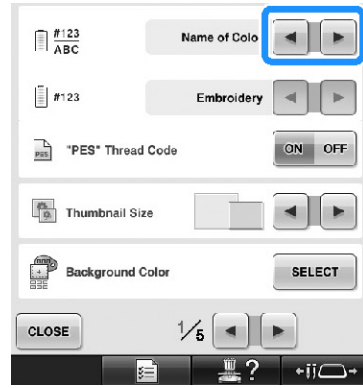 #123
ABC
Name of Colo
#123
Embroidery
PES
"PES" Thread Code
ON OFF
Thumbnail Size
Background Color
SELECT
CLOSE
1/5
?